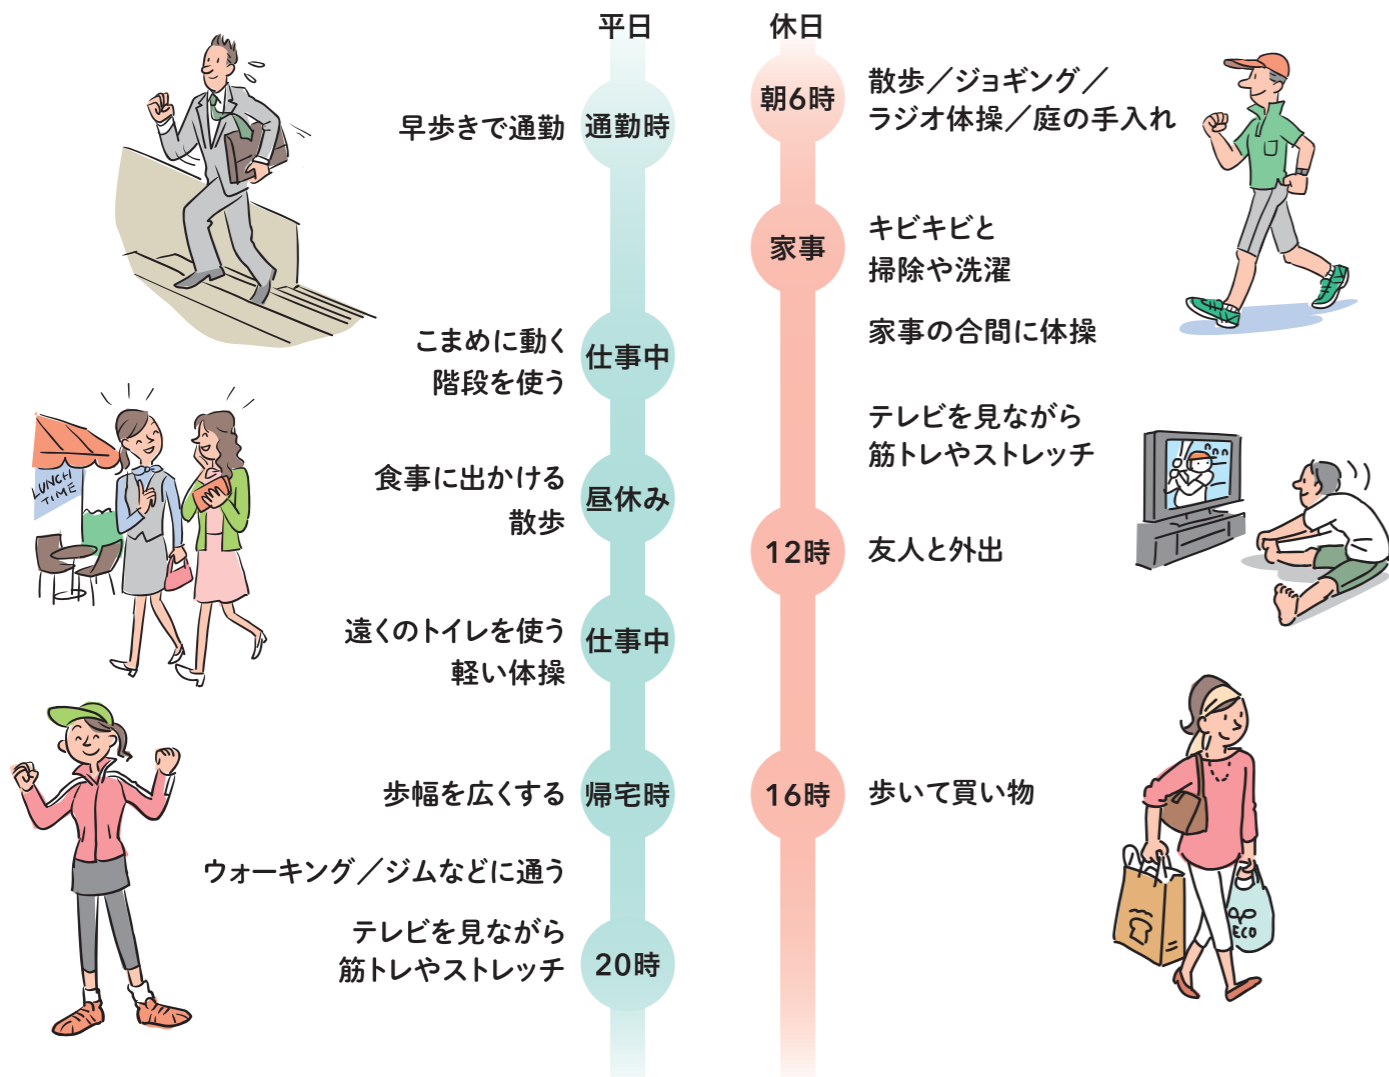 平日
早歩きで通勤
通勤時
こまめに動く
階段を使う
仕事中
食事に出かける
散歩
昼休み
遠くのトイレを使う
軽い体操
仕事中
歩幅を広くする
帰宅時
ウォーキング／ジムなどに通う
テレビを見ながら
筋トレやストレッチ
20時
LUNCH
TIME
休日
朝6時
散歩／ジョギング／
ラジオ体操／庭の手入れ
家事
キビキビと
掃除や洗濯
家事の合間に体操
テレビを見ながら
筋トレやストレッチ
12時
友人と外出
16時
歩いて買い物
ECO